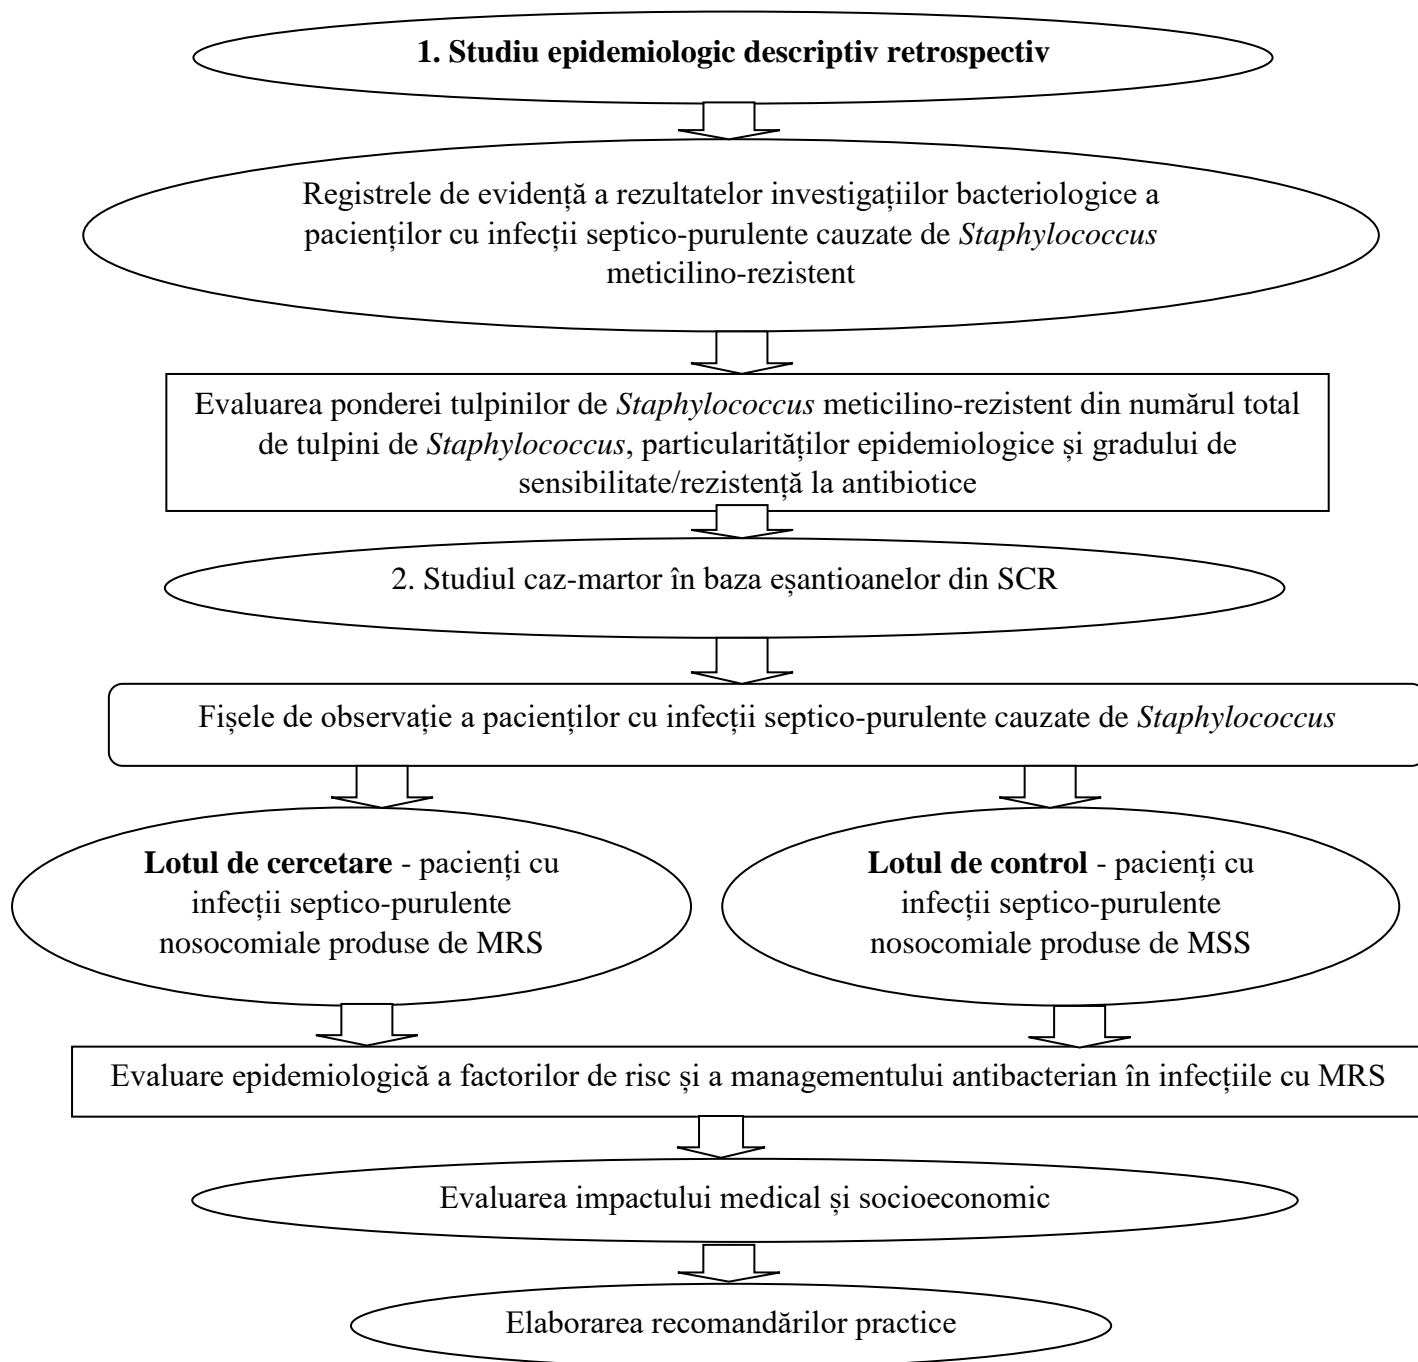 1. Studiu epidemiologic descriptiv retrospectiv
Registrele de evidență a rezultatelor investigațiilor bacteriologice a
pacienților cu infecții septico-purulente cauzate de Staphylococcus
meticilino-rezistent
Evaluarea ponderei tulpinilor de Staphylococcus meticilino-rezistent din numărul total
de tulpini de Staphylococcus, particularităților epidemiologice și gradului de
sensibilitate/rezistență la antibiotice
2. Studiul caz-martor în baza eșantioanelor din SCR
Fișele de observație a pacienților cu infecții septico-purulente cauzate de Staphylococcus
Lotul de cercetare - pacienți cu
infecții septico-purulente
nosocomiale produse de MRS
Lotul de control - pacienți cu
infecții septico-purulente
nosocomiale produse de MSS
Evaluare epidemiologică a factorilor de risc și a managementului antibacterian în infecțiile cu MRS
Evaluarea impactului medical și socioeconomic
Elaborarea recomandărilor practice